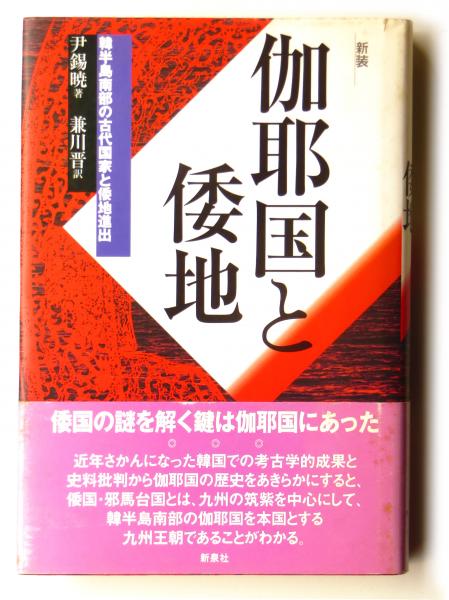 新装
伽耶国と
倭地
韓半島南部の古代国家と倭地進出
尹錫暁著
兼川晋訳
倭国の謎を解く鍵は伽耶国にあった
◎ ◎ ◎
近年さかんになった韓国での考古学的成果と
史料批判から伽耶国の歴史をあきらかにすると、
倭国・邪馬台国とは、九州の筑紫を中心にして、
韓半島南部の伽耶国を本国とする
九州王朝であることがわかる。
新泉社
倭地